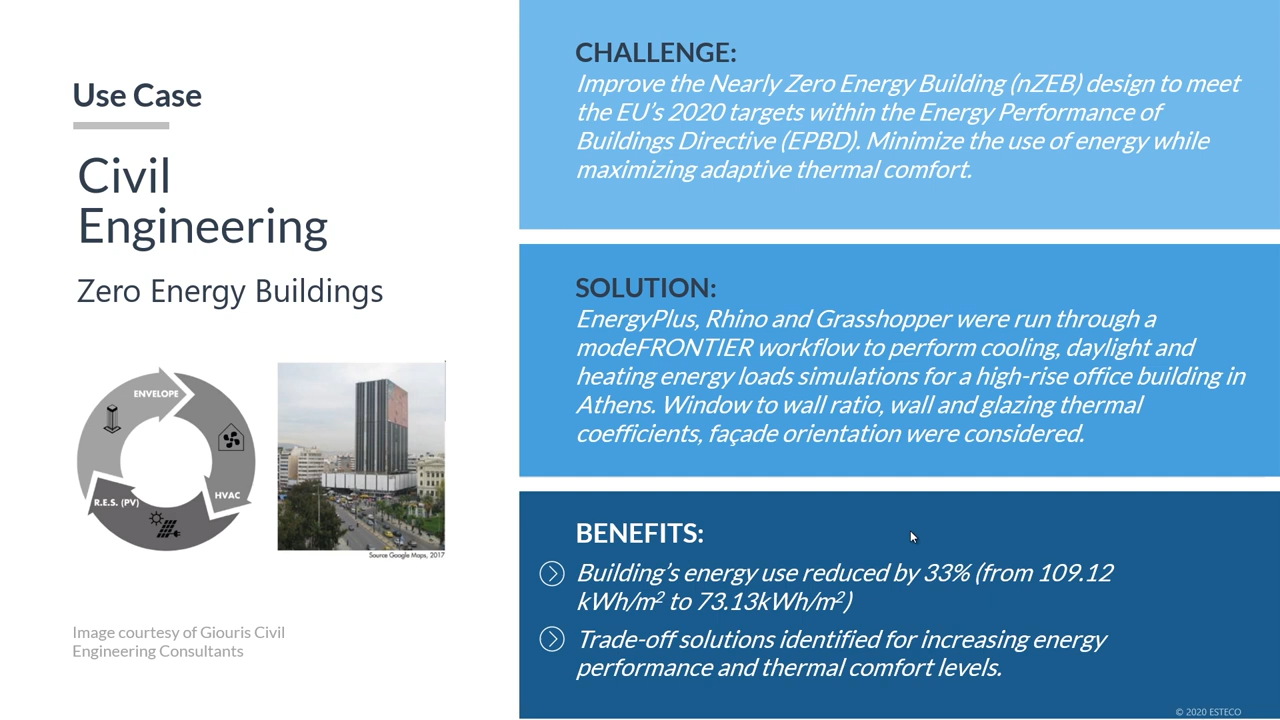 Use Case
Civil
Engineering
Zero Energy Buildings
ENVELOPE
HVAC
R.E.S. (PV)
Source Google Maps, 2017
Image courtesy of Giouris Civil
Engineering Consultants
CHALLENGE:
Improve the Nearly Zero Energy Building (nZEB) design to meet
the EU's 2020 targets within the Energy Performance of
Buildings Directive (EPBD). Minimize the use of energy while
maximizing adaptive thermal comfort.
SOLUTION:
EnergyPlus, Rhino and Grasshopper were run through a
modeFRONTIER workflow to perform cooling, daylight and
heating energy loads simulations for a high-rise office building in
Athens. Window to wall ratio, wall and glazing thermal
coefficients, façade orientation were considered.
BENEFITS:
Building's energy use reduced by 33% (from 109.12
kWh/m² to 73.13kWh/m²)
Trade-off solutions identified for increasing energy
performance and thermal comfort levels.
© 2020 ESTECO